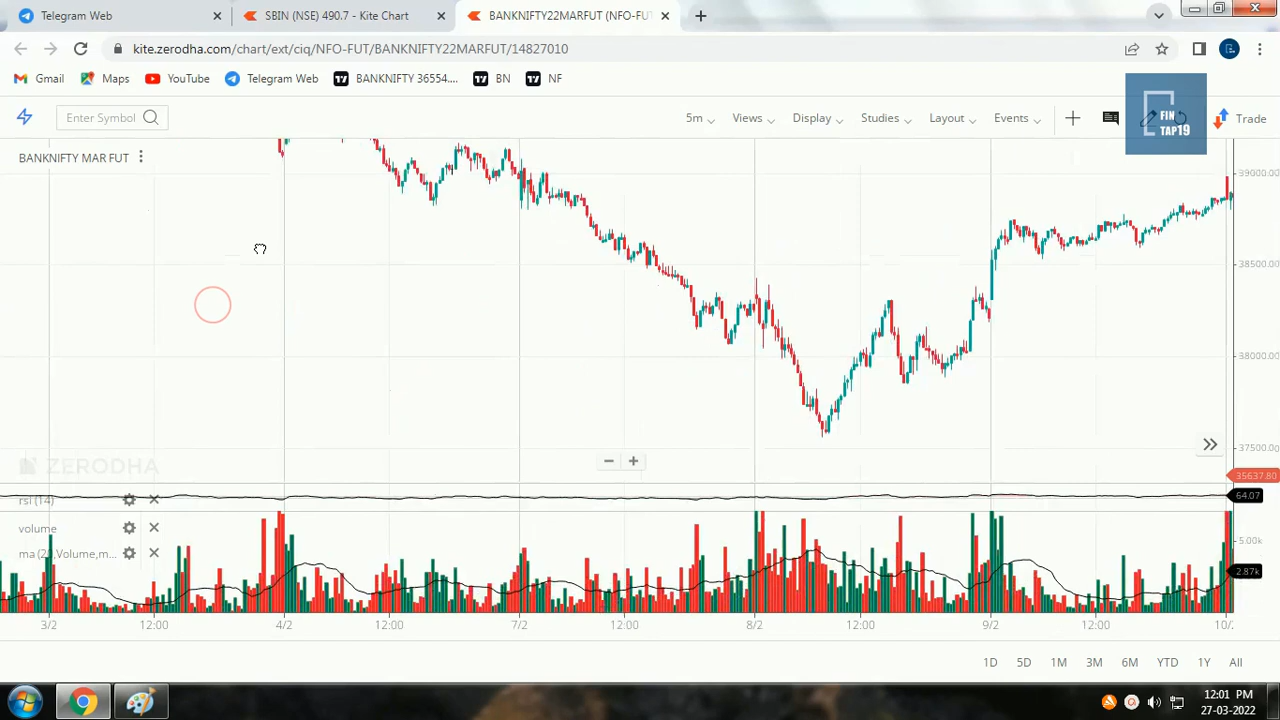 Telegram Web
SBIN (NSE) 490.7 - Kite Chart
BANKNIFTY22MARFUT (NFO-FU
kite.zerodha.com/chart/ext/ciq/NFO-FUT/BANKNIFTY22MARFUT/14827010
Gmail
Maps
YouTube
Telegram Web
BANKNIFTY 36554....
BN
NF
Enter Symbol
5m
Views
Display
Studies
Layout
Events
FIN
TAP19
Trade
BANKNIFTY MAR FUT
39000.00
38500.00
38000.00
37500.00
35637.80
ZERODHA
rsi (14)
64.07
volume
5.00k
ma (20,Volume,m...
2.87k
3/2
12:00
4/2
12:00
7/2
12:00
8/2
12:00
9/2
12:00
10/2
1D
5D
1M
3M
6M
YTD
1Y
All
12:01 PM
27-03-2022